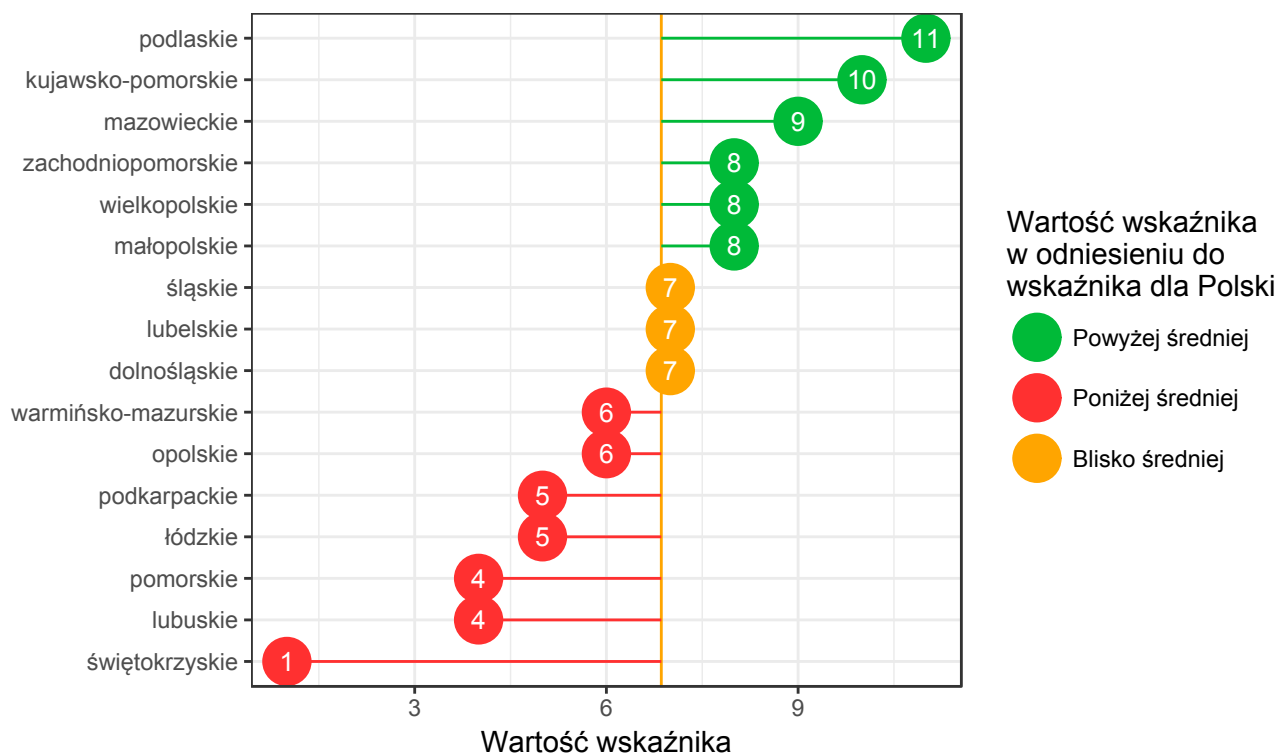 podlaskie 11
kujawsko-pomorskie 10
mazowieckie 9
zachodniopomorskie 8
wielkopolskie 8
małopolskie 8
śląskie 7
lubelskie 7
dolnośląskie 7
warmińsko-mazurskie 6
opolskie 6
podkarpackie 5
łódzkie 5
pomorskie 4
lubuskie 4
świętokrzyskie 1
3 6 9
Wartość wskaźnika
Wartość wskaźnika
w odniesieniu do
wskaźnika dla Polski
Powyżej średniej
Poniżej średniej
Blisko średniej